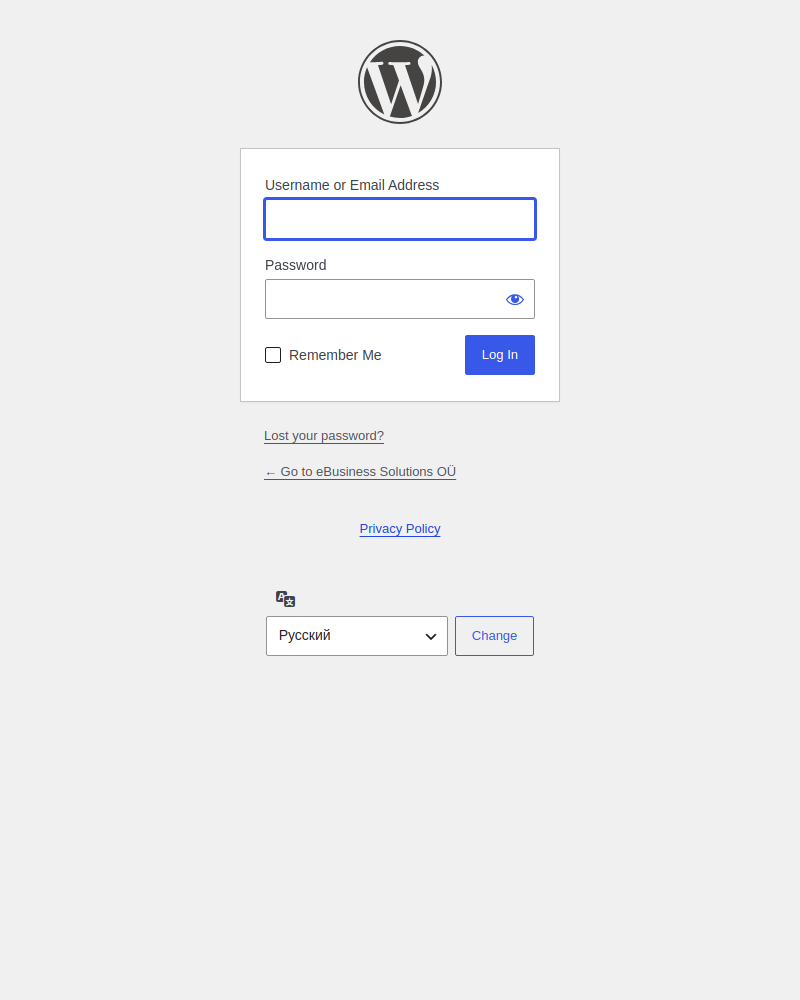 Username or Email Address
Password
Remember Me
Log In
Lost your password?
← Go to eBusiness Solutions OÜ
Privacy Policy
Русский
Change